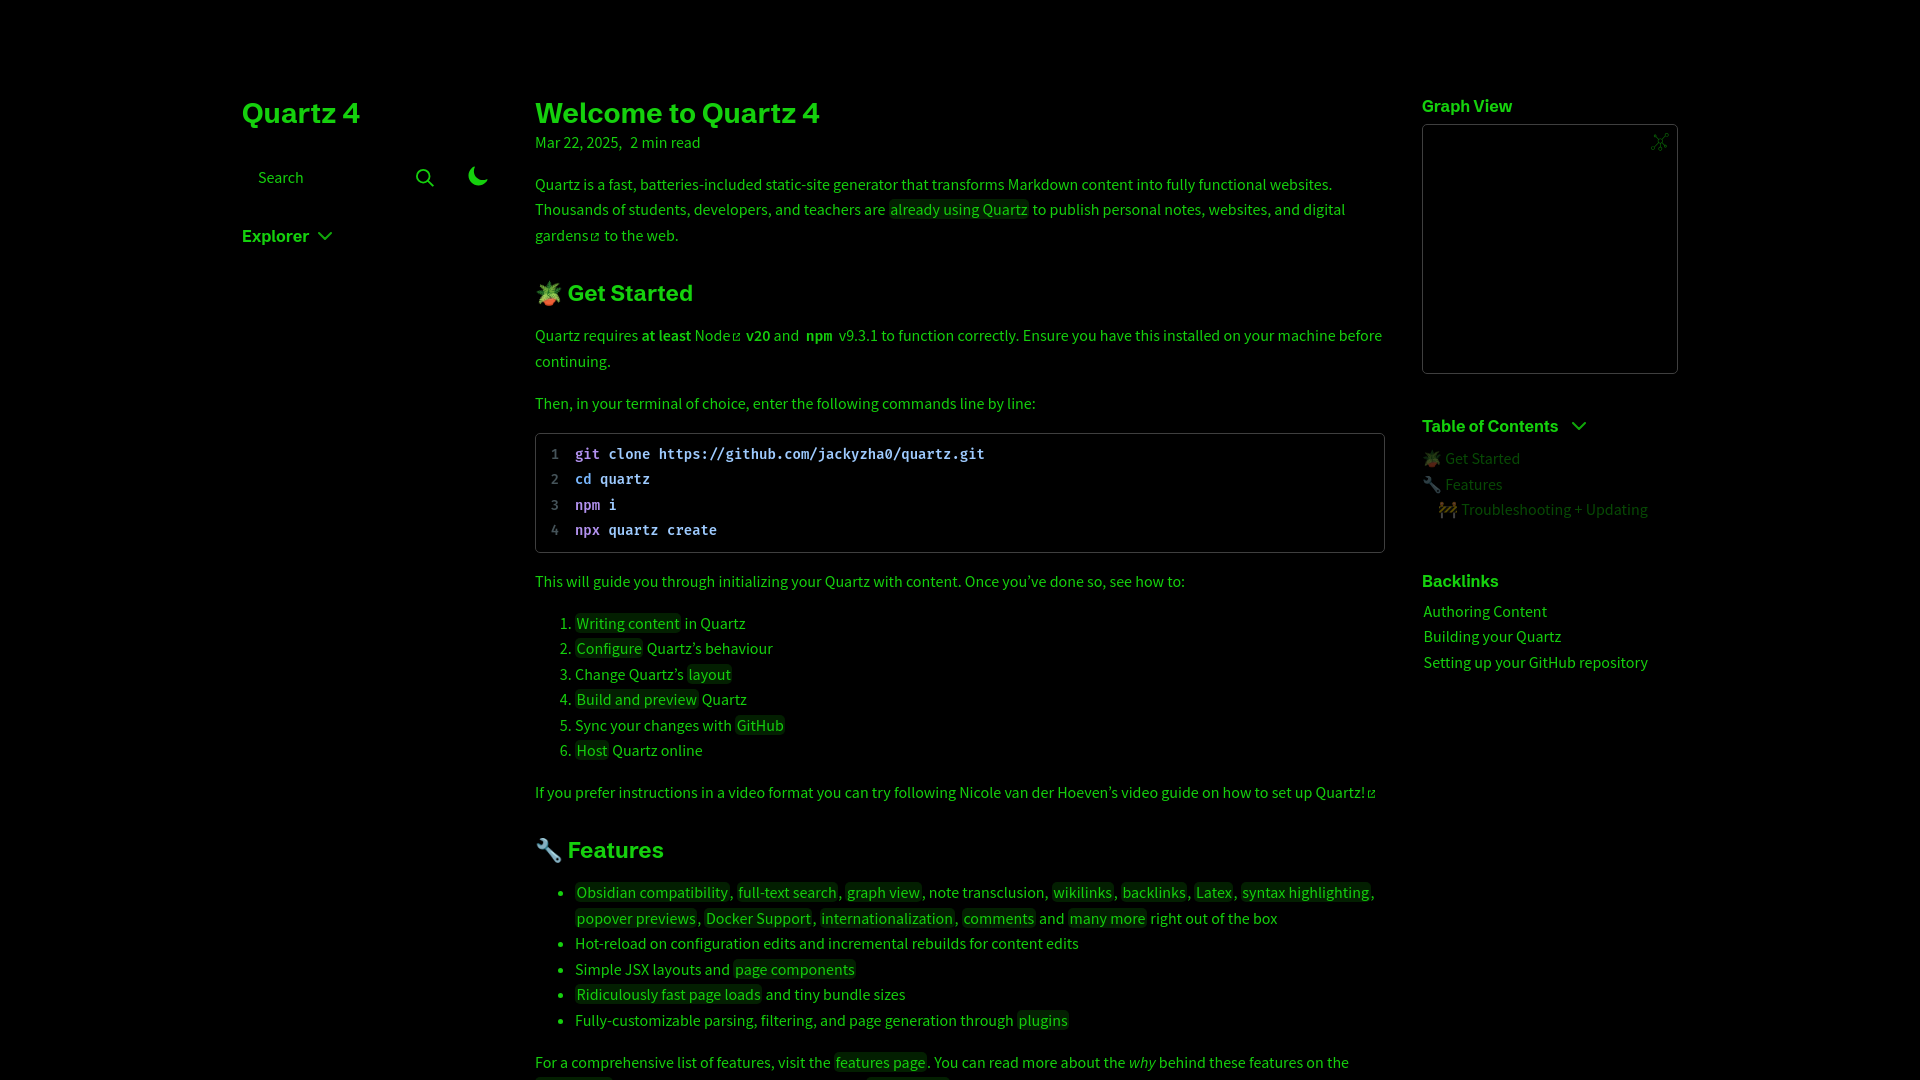 Quartz 4
Search
Explorer
Welcome to Quartz 4
Mar 22, 2025, 2 min read
Quartz is a fast, batteries-included static-site generator that transforms Markdown content into fully functional websites.
Thousands of students, developers, and teachers are already using Quartz to publish personal notes, websites, and digital
gardens to the web.
🪴 Get Started
Quartz requires at least Node v20 and npm v9.3.1 to function correctly. Ensure you have this installed on your machine before
continuing.
Then, in your terminal of choice, enter the following commands line by line:
1 git clone https://github.com/jackyzha0/quartz.git
2 cd quartz
3 npm i
4 npx quartz create
This will guide you through initializing your Quartz with content. Once you’ve done so, see how to:
1. Writing content in Quartz
2. Configure Quartz’s behaviour
3. Change Quartz’s layout
4. Build and preview Quartz
5. Sync your changes with GitHub
6. Host Quartz online
If you prefer instructions in a video format you can try following Nicole van der Hoeven’s video guide on how to set up Quartz!
🔧 Features
• Obsidian compatibility, full-text search, graph view, note transclusion, wikilinks, backlinks, Latex, syntax highlighting,
popover previews, Docker Support, internationalization, comments and many more right out of the box
• Hot-reload on configuration edits and incremental rebuilds for content edits
• Simple JSX layouts and page components
• Ridiculously fast page loads and tiny bundle sizes
• Fully-customizable parsing, filtering, and page generation through plugins
For a comprehensive list of features, visit the features page. You can read more about the why behind these features on the
Graph View
Table of Contents
🪴 Get Started
🔧 Features
🚧 Troubleshooting + Updating
Backlinks
Authoring Content
Building your Quartz
Setting up your GitHub repository